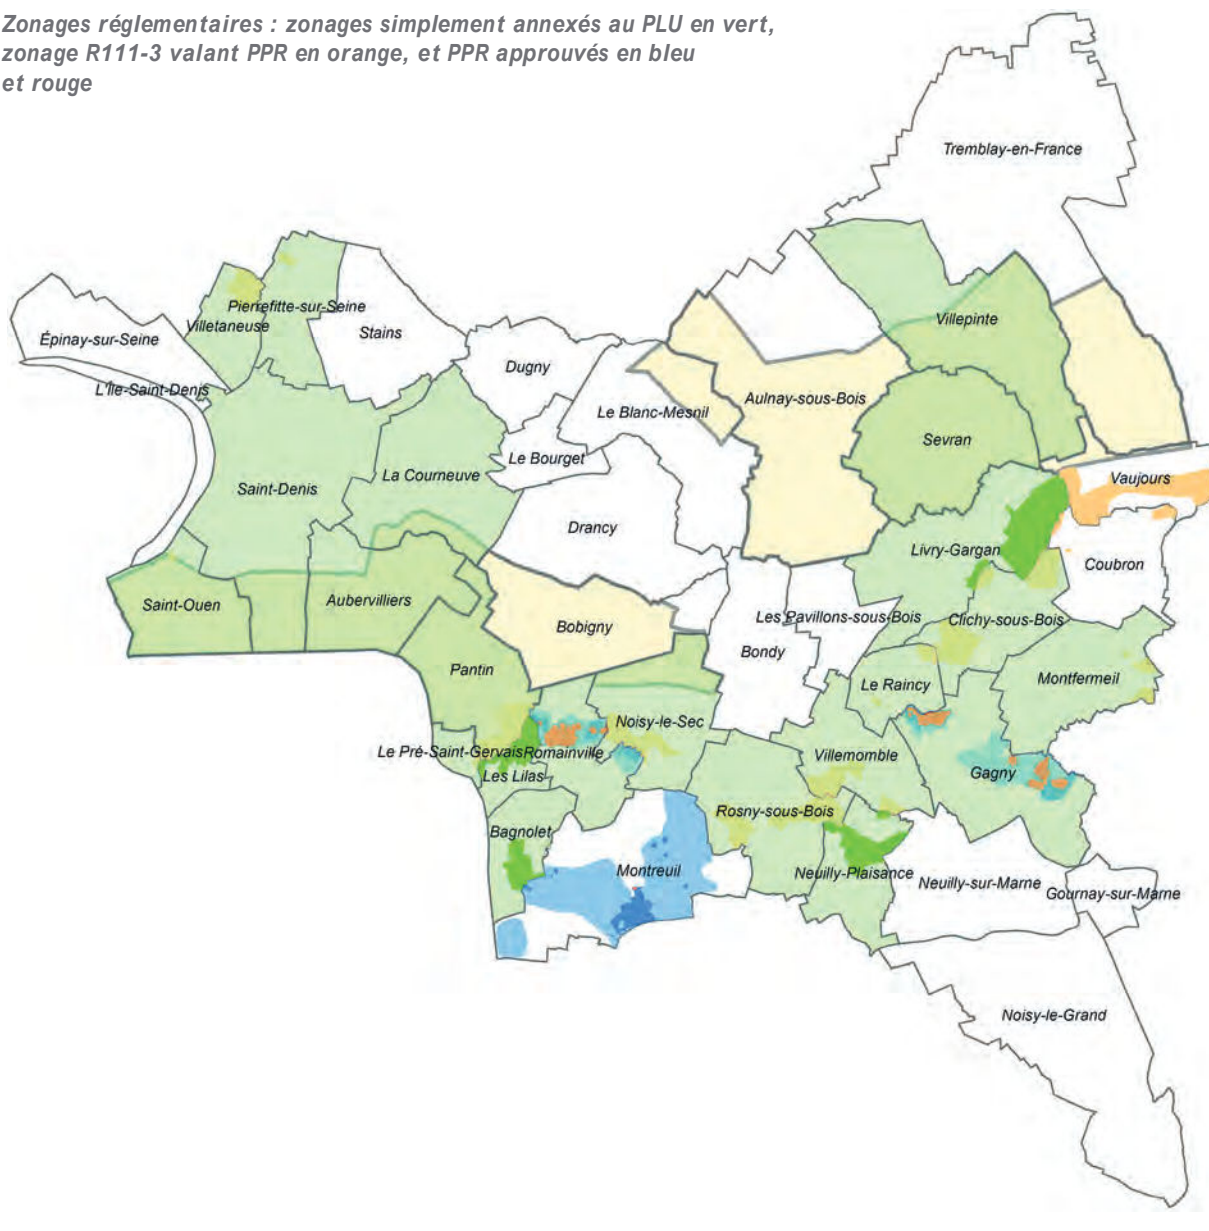 Zonages réglementaires : zonages simplement annexés au PLU en vert,
zonage R111-3 valant PPR en orange, et PPR approuvés en bleu
et rouge
Tremblay-en-France
Villepinte
Pierrefitte-sur-Seine
Villetaneuse
Stains
Épinay-sur-Seine
L'Île-Saint-Denis
Dugny
Le Blanc-Mesnil
Aulnay-sous-Bois
Sevran
Le Bourget
La Courneuve
Saint-Denis
Vaujours
Drancy
Livry-Gargan
Coubron
Saint-Ouen
Aubervilliers
Bobigny
Les Pavillons-sous-Bois
Clichy-sous-Bois
Bondy
Pantin
Le Raincy
Montfermeil
Noisy-le-Sec
Le Pré-Saint-Gervais
Romainville
Villemomble
Gagny
Les Lilas
Rosny-sous-Bois
Bagnolet
Montreuil
Neuilly-Plaisance
Neuilly-sur-Marne
Gournay-sur-Marne
Noisy-le-Grand